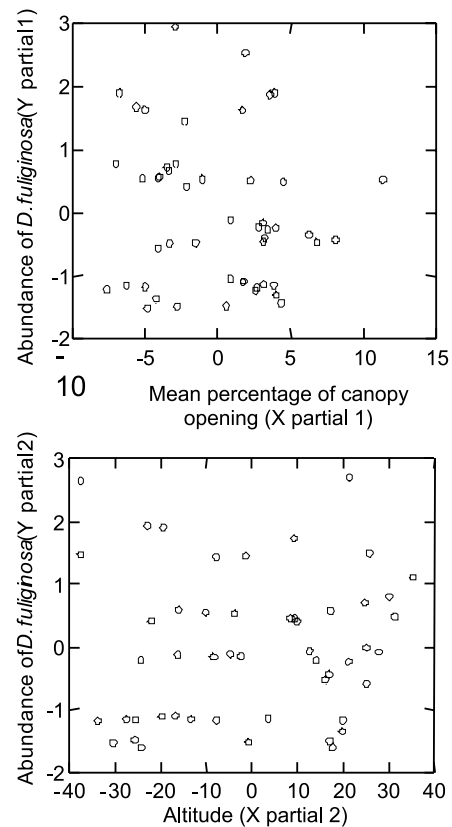 Abundance of D.fuliginosa(Y partial1)
3
2
1
0
-1
-2
-
10
-5 0 5 10 15
Mean percentage of canopy
opening (X partial 1)
Abundance ofD.fuliginosa(Y partial2)
3
2
1
0
-1
-2
-40 -30 -20 -10 0 10 20 30 40
Altitude (X partial 2)